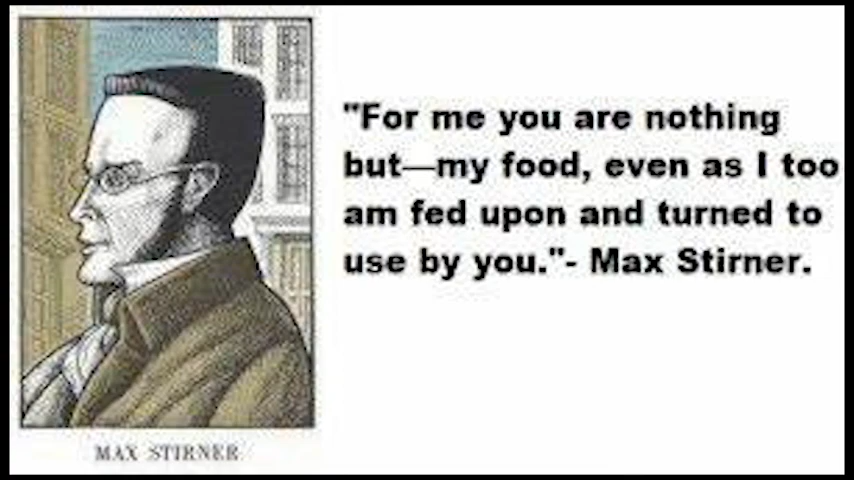 "For me you are nothing
but—my food, even as I too
am fed upon and turned to
use by you."- Max Stirner.
MAX STIRNER